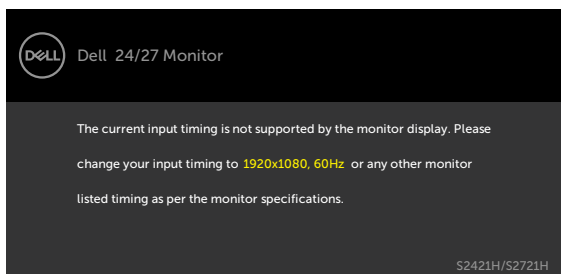 DELL
Dell 24/27 Monitor
The current input timing is not supported by the monitor display. Please
change your input timing to 1920x1080, 60Hz or any other monitor
listed timing as per the monitor specifications.
S2421H/S2721H